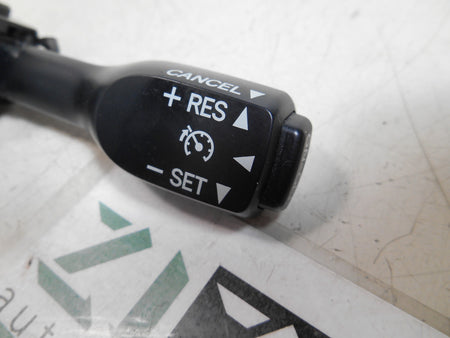 CANCEL ▼
+ RES ▲
◀
− SET ▼
aut